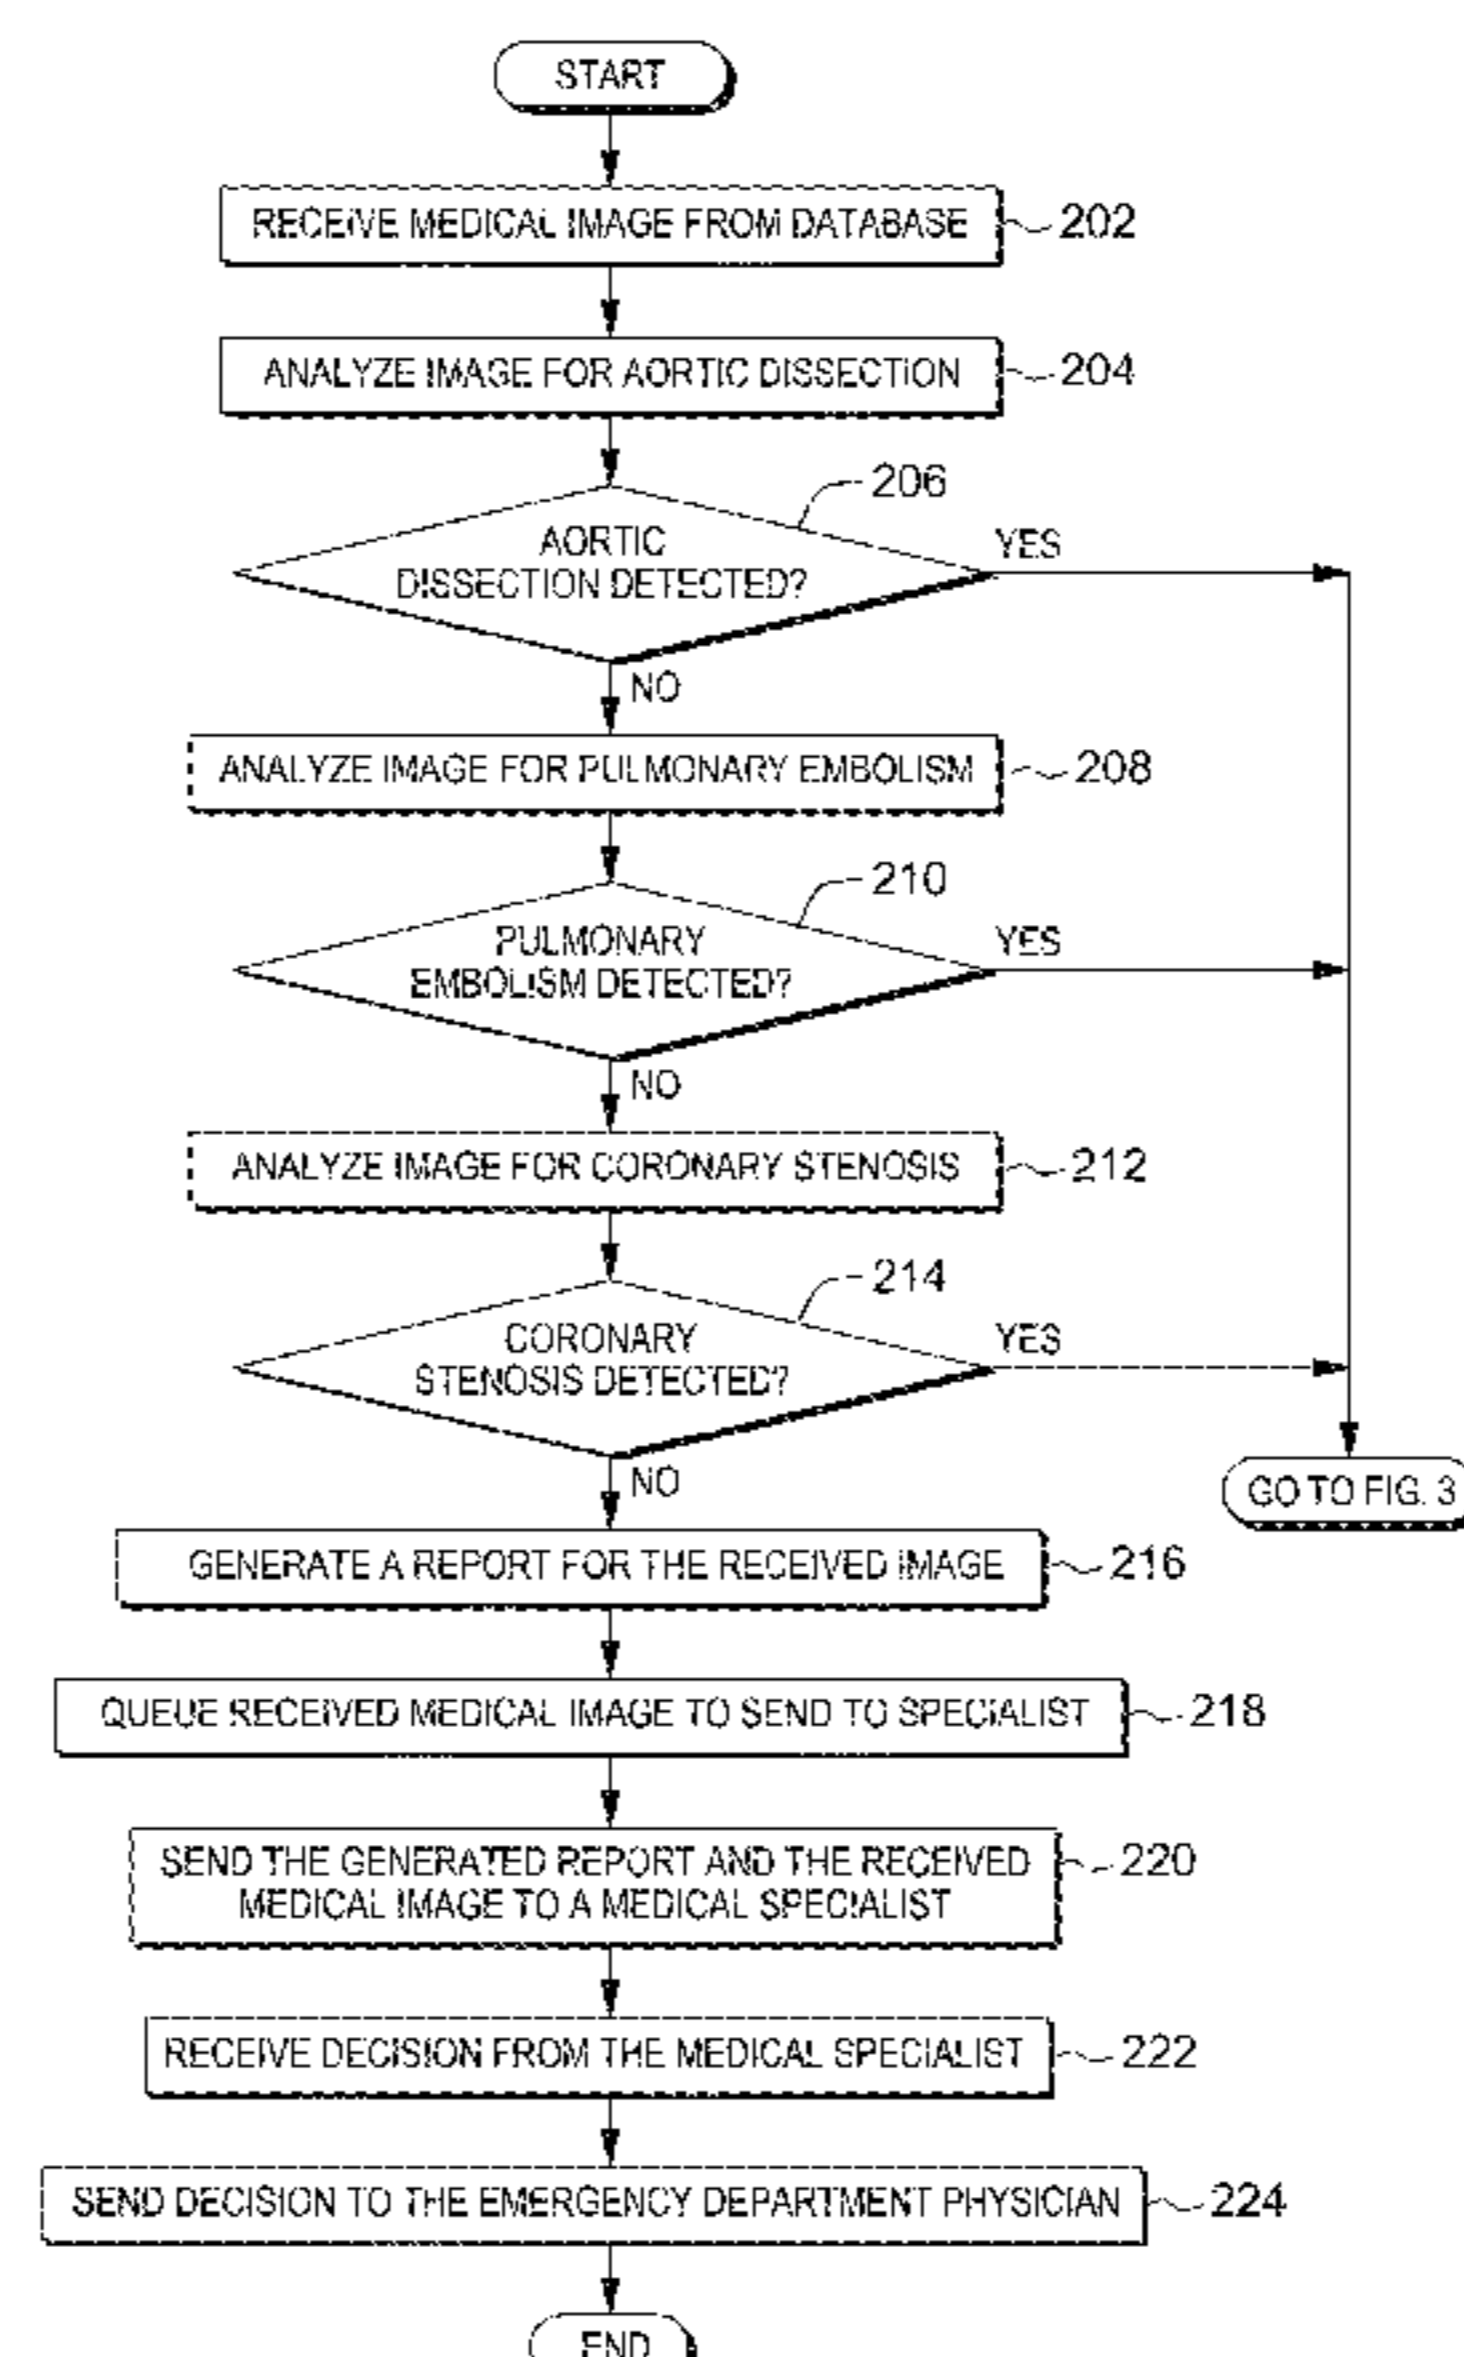 START
RECEIVE MEDICAL IMAGE FROM DATABASE
202
ANALYZE IMAGE FOR AORTIC DISSECTION
204
206
AORTIC
DISSECTION DETECTED?
YES
NO
ANALYZE IMAGE FOR PULMONARY EMBOLISM
208
210
PULMONARY
EMBOLISM DETECTED?
YES
NO
ANALYZE IMAGE FOR CORONARY STENOSIS
212
214
CORONARY
STENOSIS DETECTED?
YES
NO
GO TO FIG. 3
GENERATE A REPORT FOR THE RECEIVED IMAGE
216
QUEUE RECEIVED MEDICAL IMAGE TO SEND TO SPECIALIST
218
SEND THE GENERATED REPORT AND THE RECEIVED
MEDICAL IMAGE TO A MEDICAL SPECIALIST
220
RECEIVE DECISION FROM THE MEDICAL SPECIALIST
222
SEND DECISION TO THE EMERGENCY DEPARTMENT PHYSICIAN
224
END